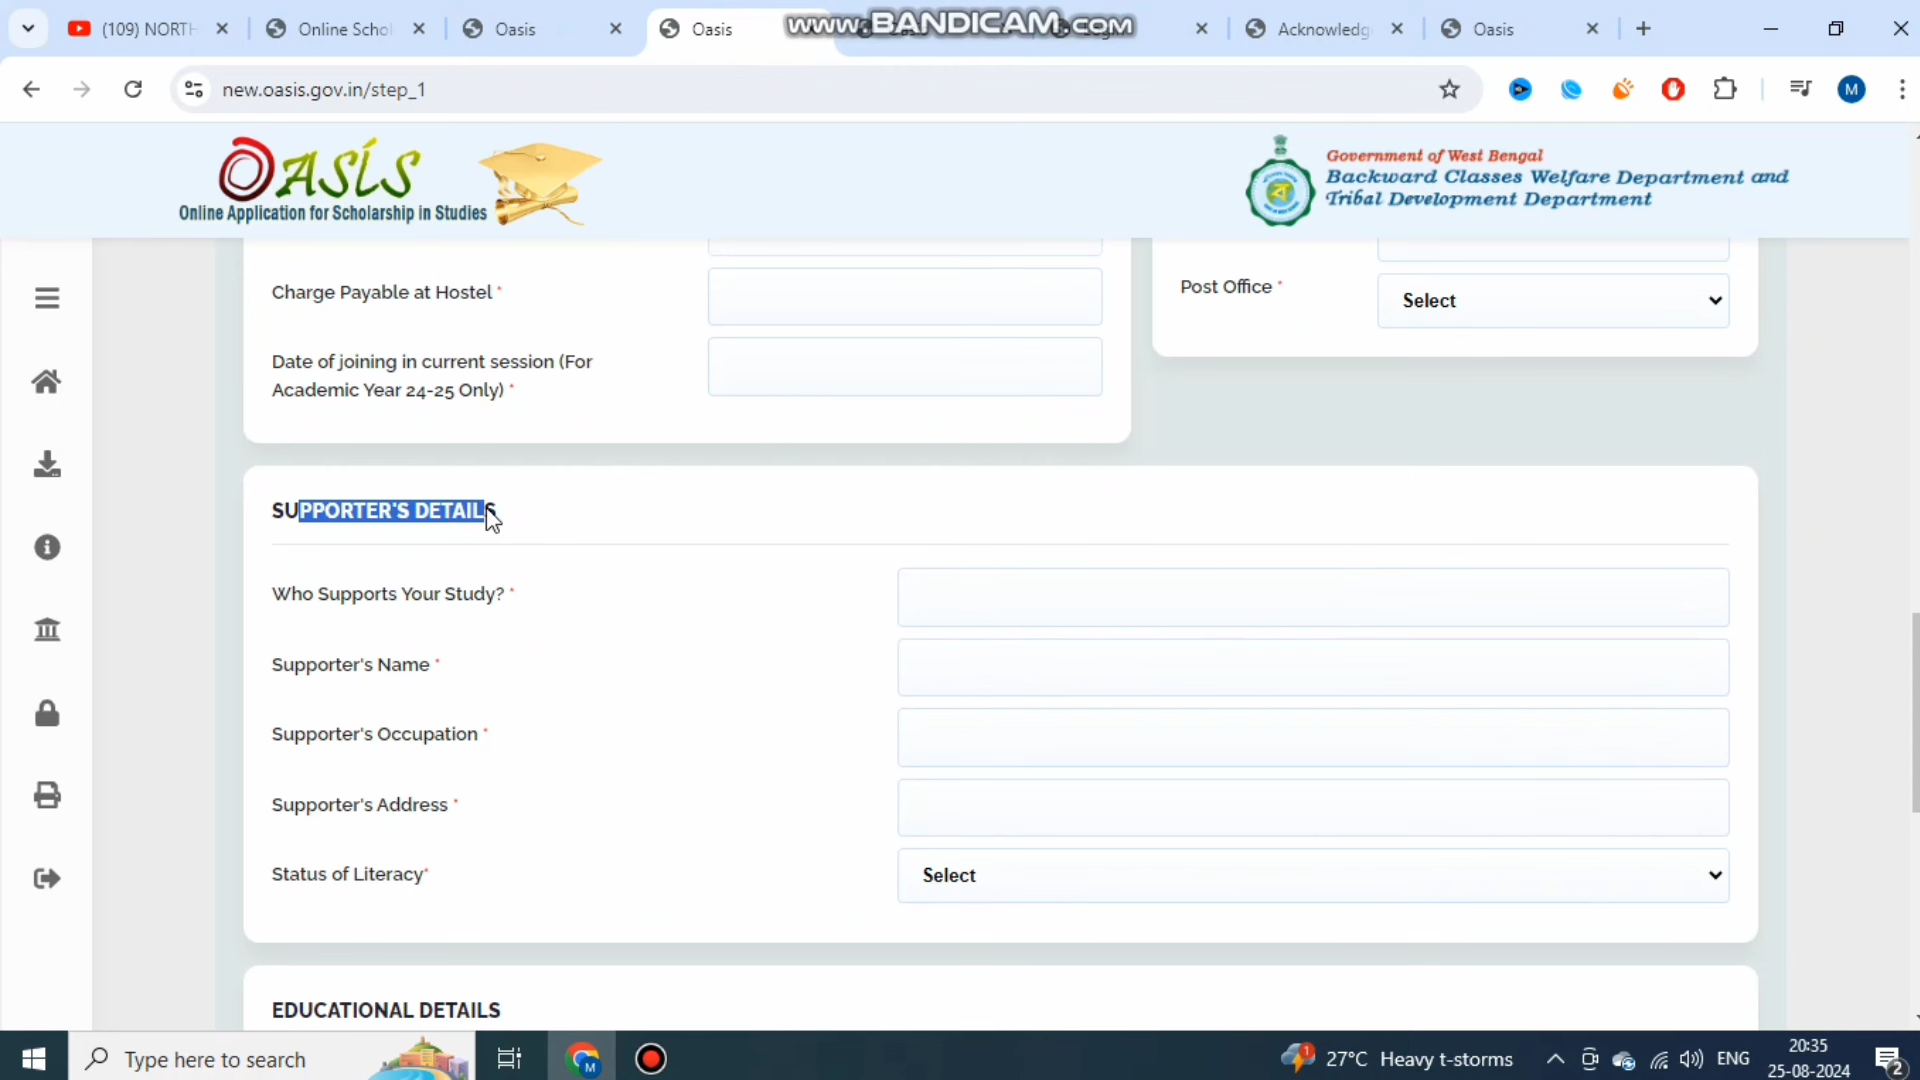 (109) NORTH
Online Schol
Oasis
Oasis
www.BANDICAM.com
Acknowledg
Oasis
new.oasis.gov.in/step_1
M
OASIS
Online Application for Scholarship in Studies
Government of West Bengal
Backward Classes Welfare Department and
Tribal Development Department
Charge Payable at Hostel *
Post Office *
Select
Date of joining in current session (For
Academic Year 24-25 Only) *
SUPPORTER'S DETAILS
Who Supports Your Study? *
Supporter's Name *
Supporter's Occupation *
Supporter's Address *
Status of Literacy*
Select
EDUCATIONAL DETAILS
Type here to search
M
1
27°C Heavy t-storms
ENG
20:35
25-08-2024
2